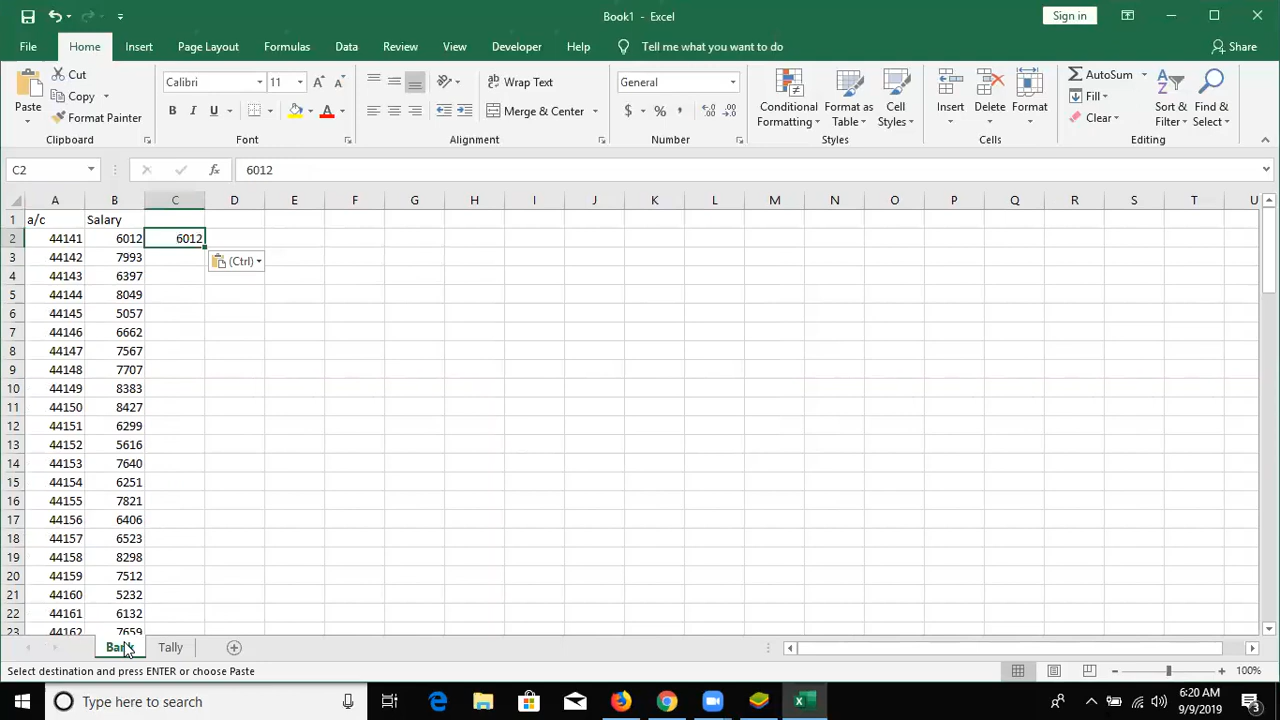 Book1 - Excel
Sign in
File Home Insert Page Layout Formulas Data Review View Developer Help Tell me what you want to do Share
Paste
Cut
Copy
Format Painter
Clipboard
Calibri 11
B I U
Font
Wrap Text
Merge & Center
Alignment
General
$ % ,
Number
Conditional Formatting
Format as Table
Cell Styles
Styles
Insert Delete Format
Cells
AutoSum
Fill
Clear
Sort & Filter
Find & Select
Editing
C2 fx 6012
A B C D E F G H I J K L M N O P Q R S T U
1 a/c Salary
2 44141 6012 6012
3 44142 7993
(Ctrl)
4 44143 6397
5 44144 8049
6 44145 5057
7 44146 6662
8 44147 7567
9 44148 7707
10 44149 8383
11 44150 8427
12 44151 6299
13 44152 5616
14 44153 7640
15 44154 6251
16 44155 7821
17 44156 6406
18 44157 6523
19 44158 8298
20 44159 7512
21 44160 5232
22 44161 6132
23 44162 7659
Bank Tally
Select destination and press ENTER or choose Paste
100%
Type here to search
6:20 AM
9/9/2019
3